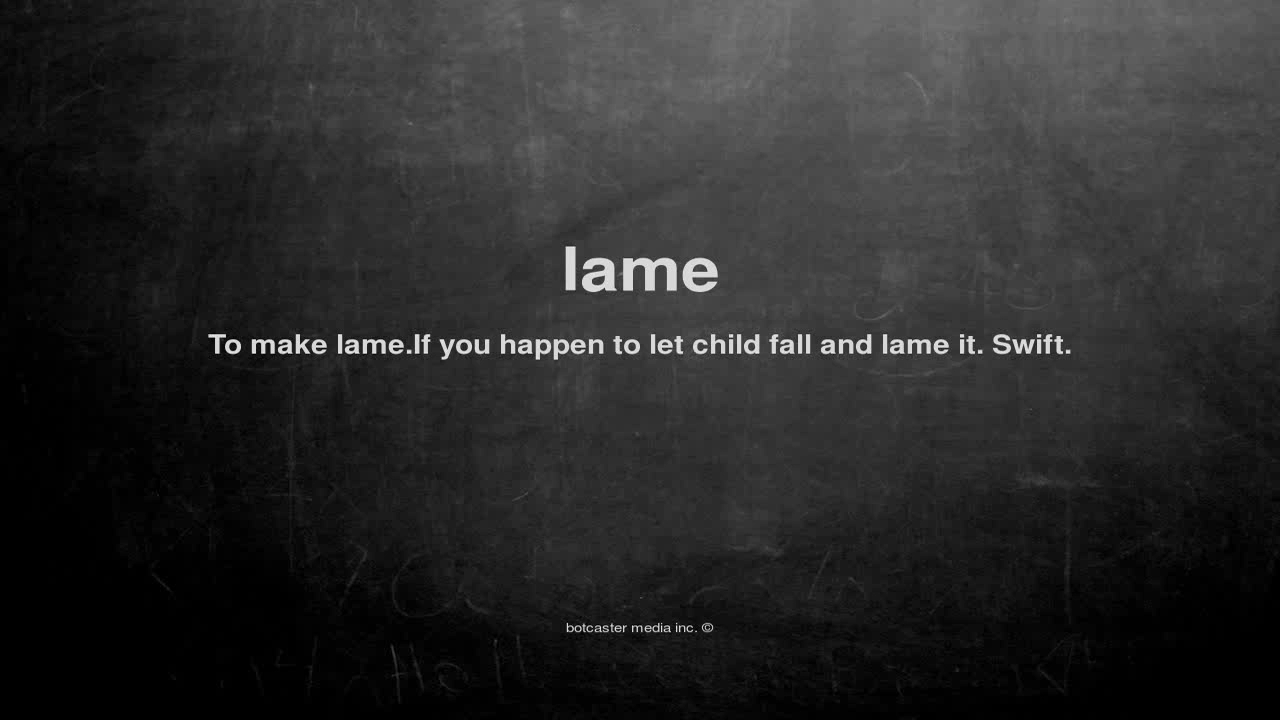 lame
To make lame.If you happen to let child fall and lame it. Swift.
botcaster media inc. ©